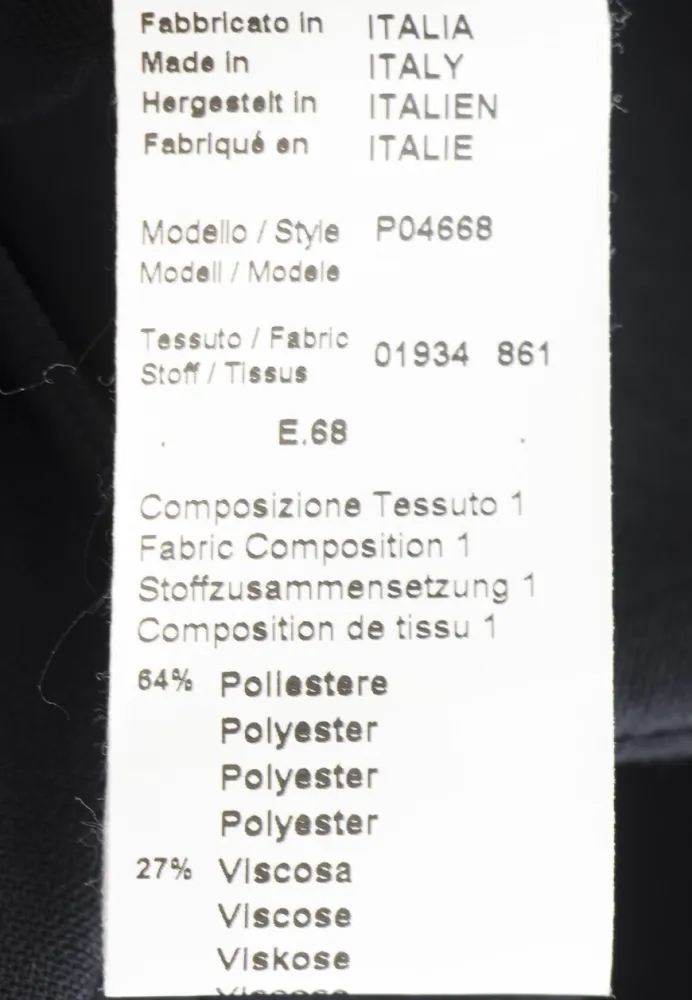 Fabbricato in ITALIA
Made in ITALY
Hergestelt in ITALIEN
Fabriqué en ITALIE
Modello / Style P04668
Modell / Modele
Tessuto / Fabric 01934 861
Stoff / Tissus
E.68
Composizione Tessuto 1
Fabric Composition 1
Stoffzusammensetzung 1
Composition de tissu 1
64% Poliestere
Polyester
Polyester
Polyester
27% Viscosa
Viscose
Viskose